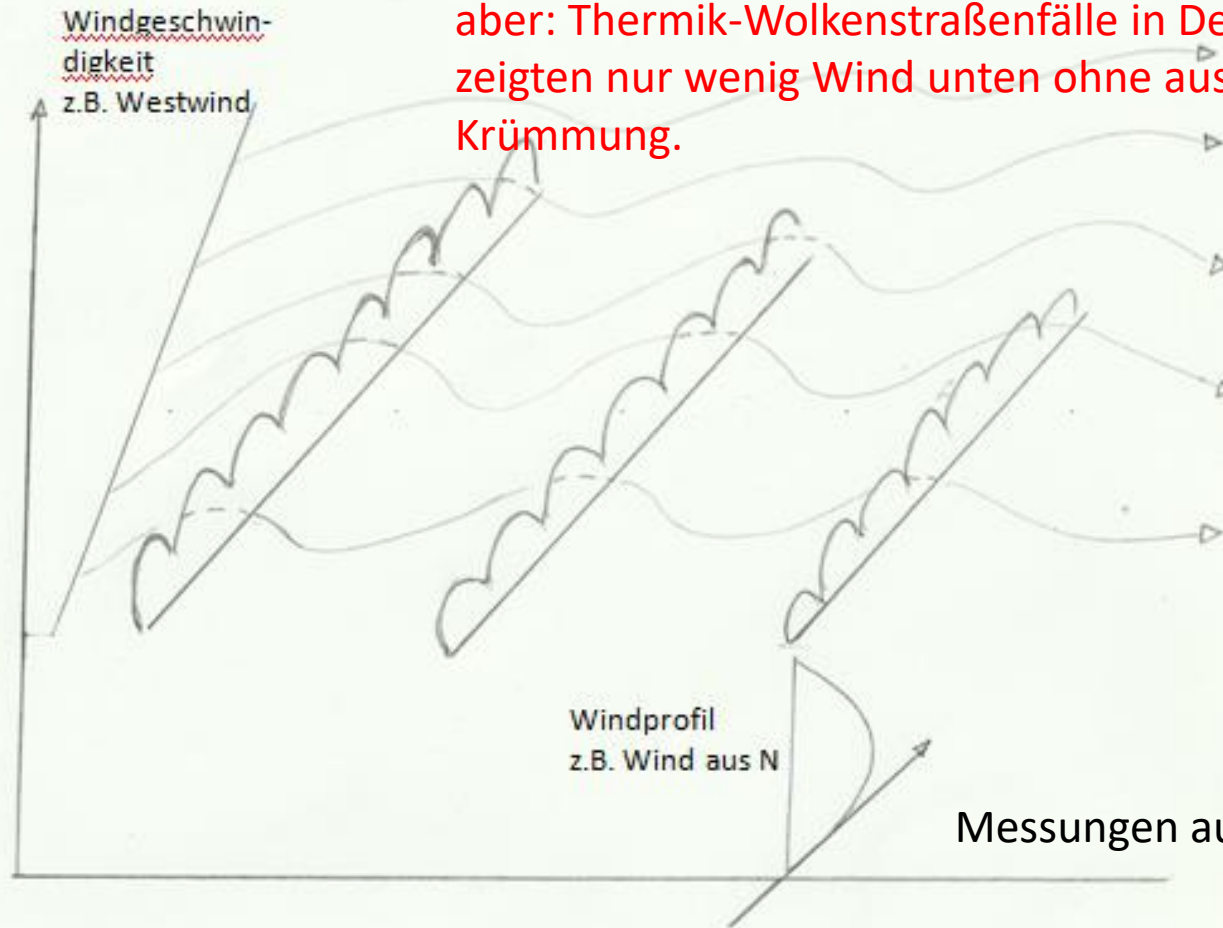 Windgeschwin-
digkeit
z.B. Westwind
aber: Thermik-Wolkenstraßenfälle in De
zeigten nur wenig Wind unten ohne aus
Krümmung.
Windprofil
z.B. Wind aus N
Messungen au